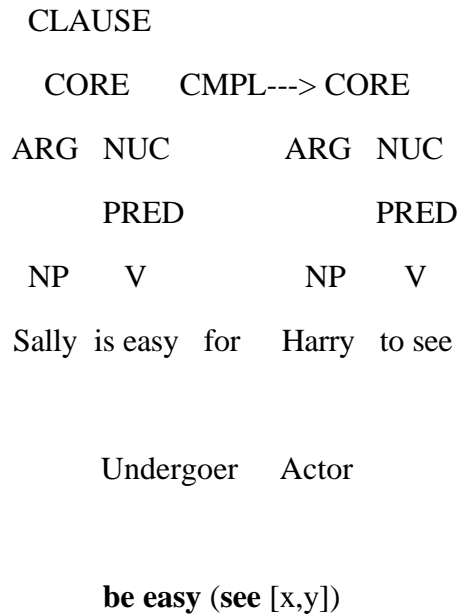 CLAUSE
CORE CMPL---> CORE
ARG NUC ARG NUC
PRED PRED
NP V NP V
Sally is easy for Harry to see
Undergoer Actor
be easy (see [x,y])